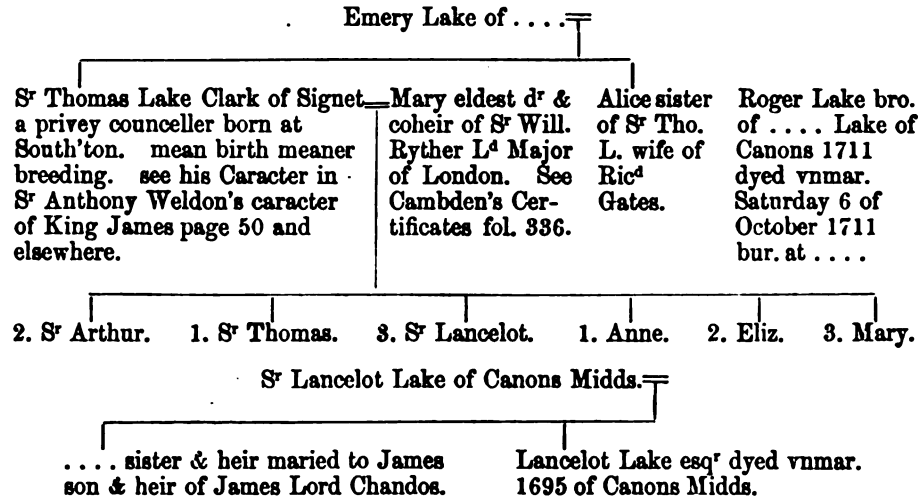 Emery Lake of . . . .
Sʳ Thomas Lake Clark of Signet
a privey counceller born at
South'ton. mean birth meaner
breeding. see his Caracter in
Sʳ Anthony Weldon's caracter
of King James page 50 and
elsewhere.
Mary eldest dʳ &
coheir of Sʳ Will.
Ryther Lᵈ Major
of London. See
Cambden's Cer-
tificates fol. 336.
Alice sister
of Sʳ Tho.
L. wife of
Ricᵈ
Gates.
Roger Lake bro.
of . . . . Lake of
Canons 1711
dyed vnmar.
Saturday 6 of
October 1711
bur. at . . . .
2. Sʳ Arthur. 1. Sʳ Thomas. 3. Sʳ Lancelot. 1. Anne. 2. Eliz. 3. Mary.
Sʳ Lancelot Lake of Canons Midds.
. . . . sister & heir maried to James
son & heir of James Lord Chandos.
Lancelot Lake esqʳ dyed vnmar.
1695 of Canons Midds.